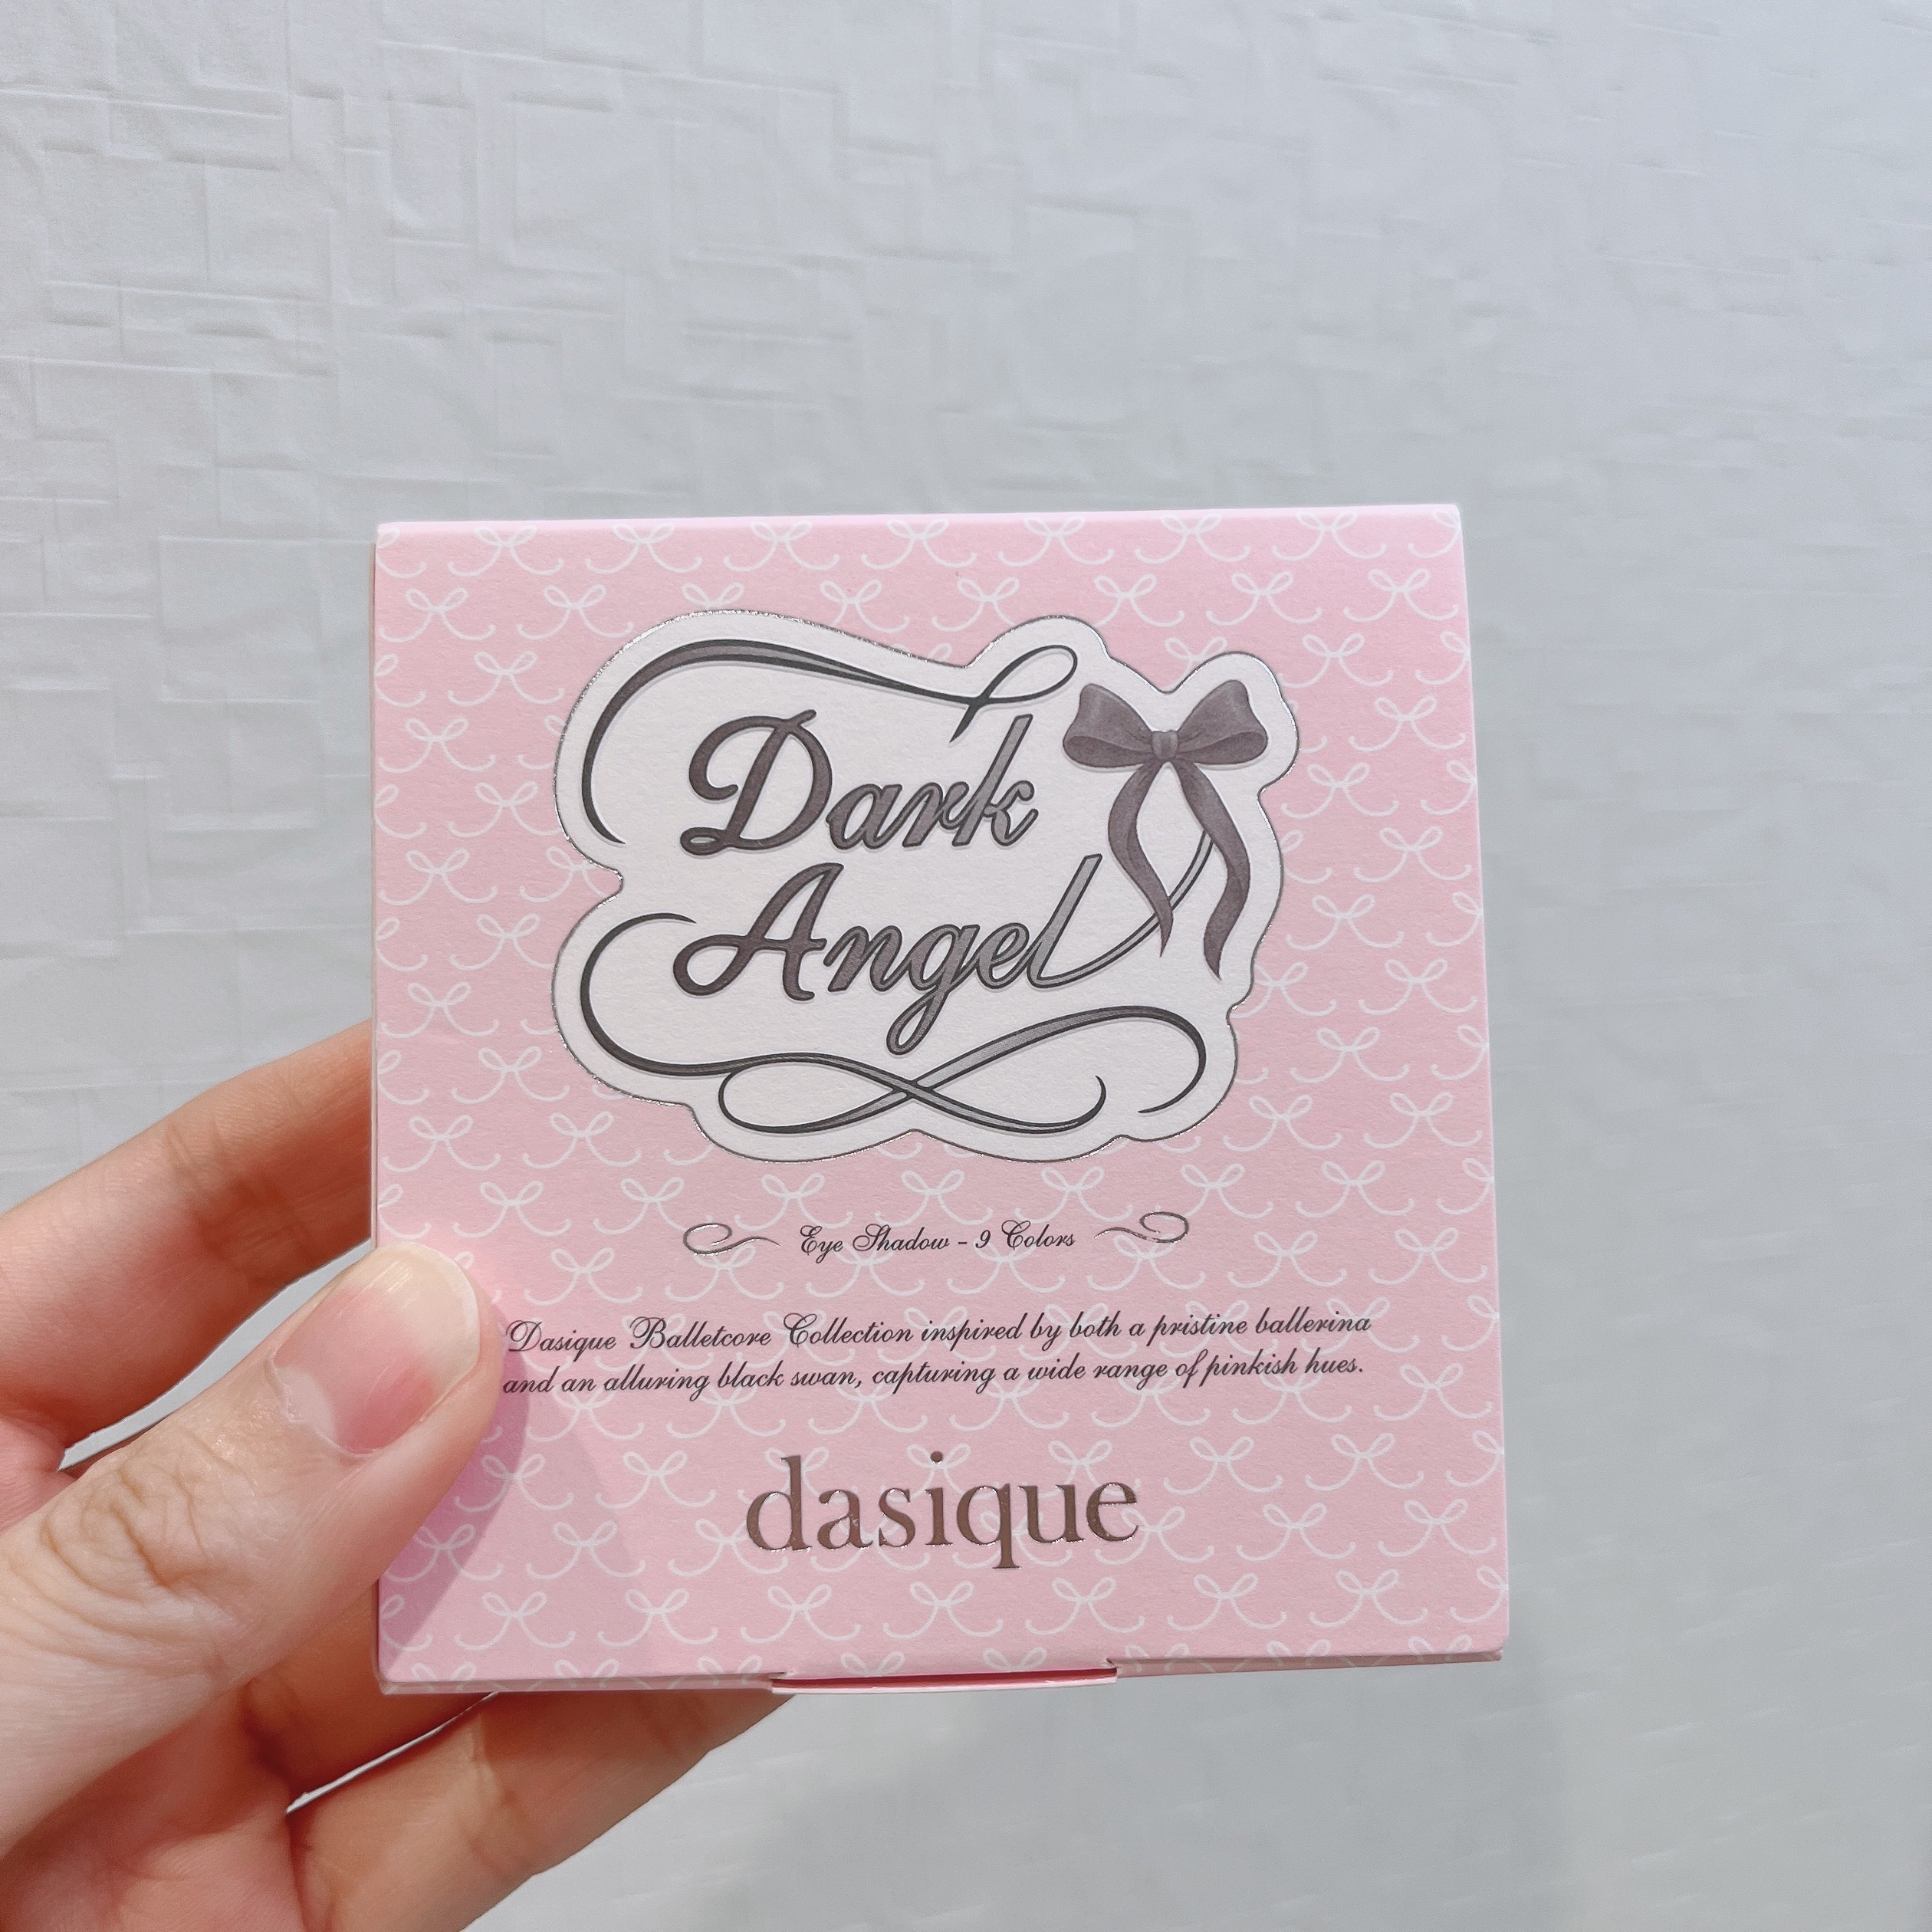 Dark
Angel
Eye Shadow - 9 Colors
Dasique Balletcore Collection inspired by both a pristine ballerina
and an alluring black swan, capturing a wide range of pinkish hues.
dasique